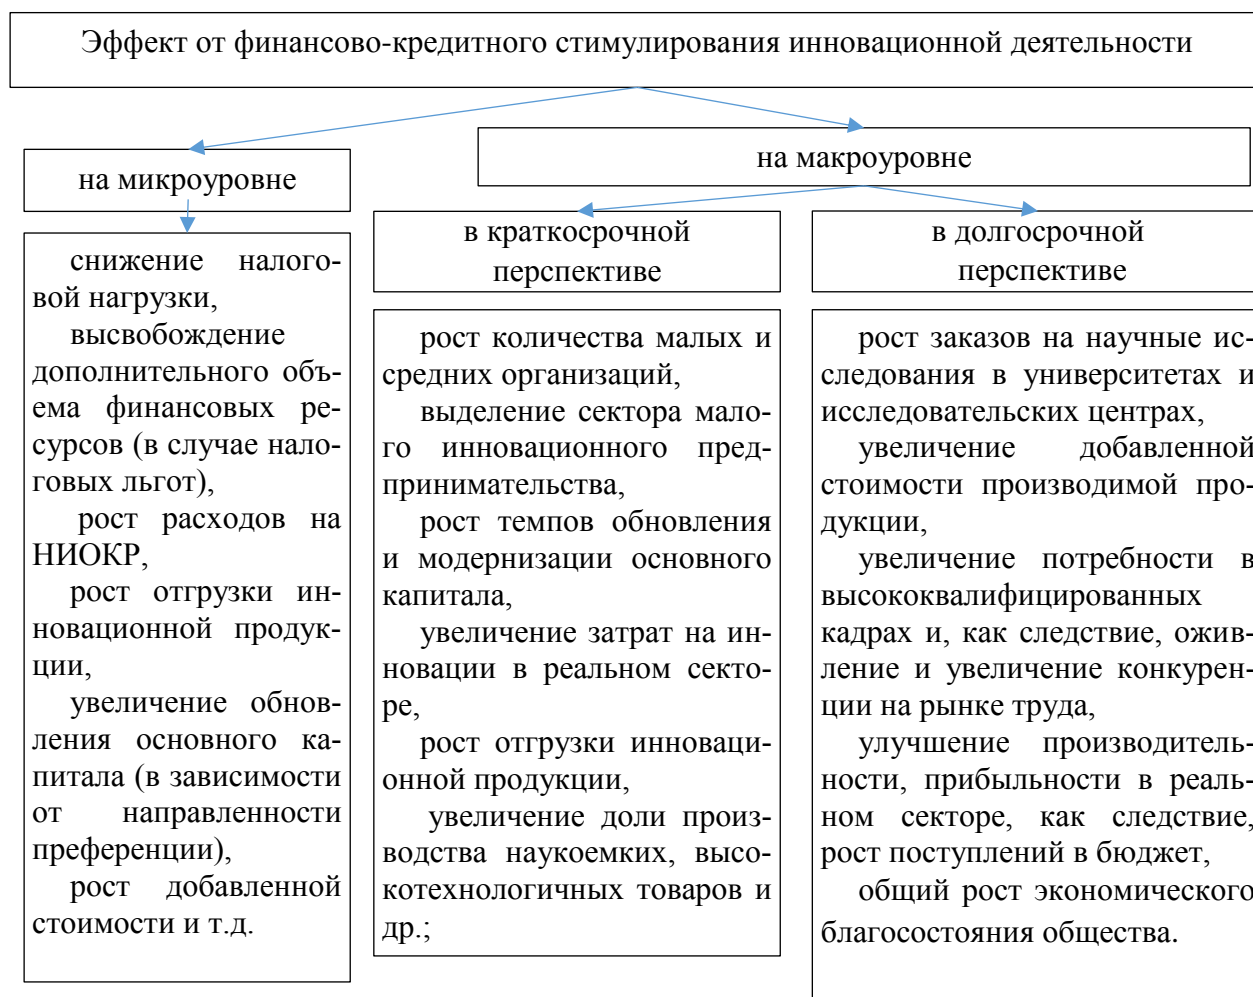 Эффект от финансово-кредитного стимулирования инновационной деятельности
на микроуровне
снижение налого-
вой нагрузки,
высвобождение
дополнительного объ-
ема финансовых ре-
сурсов (в случае нало-
говых льгот),
рост расходов на
НИОКР,
рост отгрузки ин-
новационной продук-
ции,
увеличение обнов-
ления основного ка-
питала (в зависимости
от направленности
преференции),
рост добавленной
стоимости и т.д.
на макроуровне
в краткосрочной
перспективе
рост количества малых и
средних организаций,
выделение сектора мало-
го инновационного пред-
принимательства,
рост темпов обновления
и модернизации основного
капитала,
увеличение затрат на ин-
новации в реальном секто-
ре,
рост отгрузки инноваци-
онной продукции,
увеличение доли произ-
водства наукоемких, высо-
котехнологичных товаров и
др.;
в долгосрочной
перспективе
рост заказов на научные ис-
следования в университетах и
исследовательских центрах,
увеличение добавленной
стоимости производимой про-
дукции,
увеличение потребности в
высококвалифицированных
кадрах и, как следствие, ожив-
ление и увеличение конкурен-
ции на рынке труда,
улучшение производитель-
ности, прибыльности в реаль-
ном секторе, как следствие,
рост поступлений в бюджет,
общий рост экономического
благосостояния общества.